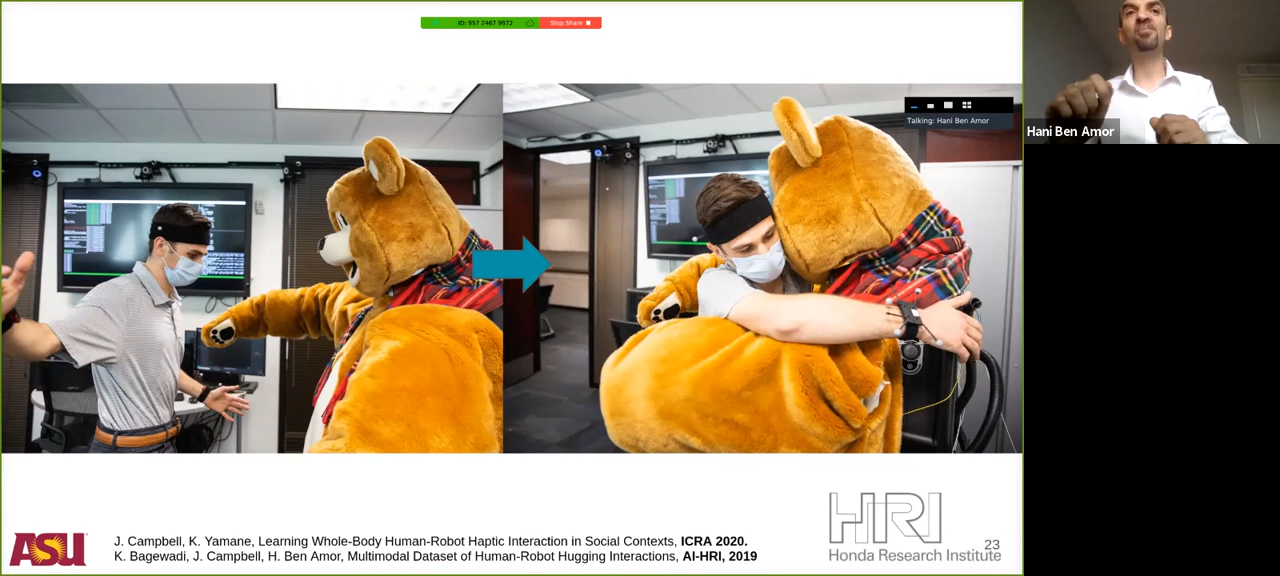 ID: 957 2467 9972
Stop Share
Talking: Hani Ben Amor
Hani Ben Amor
ASU
J. Campbell, K. Yamane, Learning Whole-Body Human-Robot Haptic Interaction in Social Contexts, ICRA 2020.
K. Bagewadi, J. Campbell, H. Ben Amor, Multimodal Dataset of Human-Robot Hugging Interactions, AI-HRI, 2019
HRI
Honda Research Institute
23